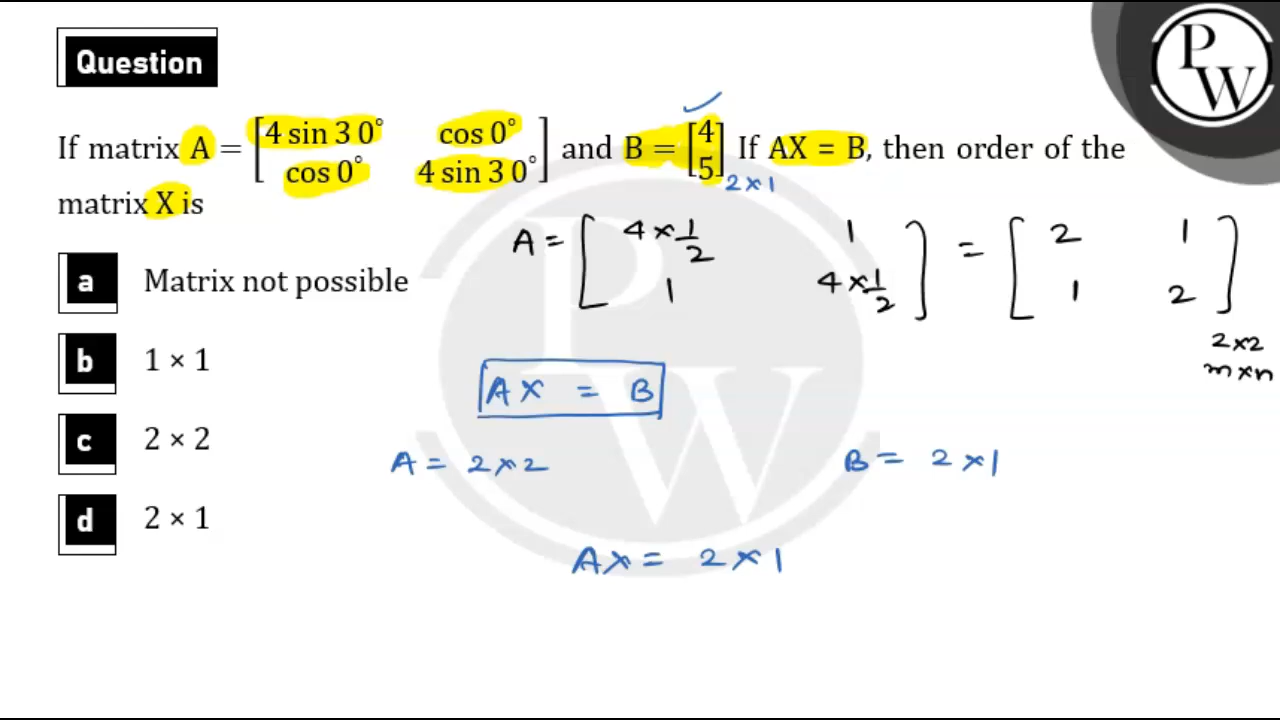 Question
PW
If matrix A = [4 sin 30° cos 0° and B = [4 If AX = B, then order of the
cos 0° 4 sin 30°] 5] 2×1
matrix X is
A = [4 × 1/2 1 = [2 1
1 4 × 1/2] 1 2]
2×2
m×n
a Matrix not possible
b 1 × 1
AX = B
c 2 × 2
A = 2×2 B = 2×1
d 2 × 1
AX = 2×1
PW